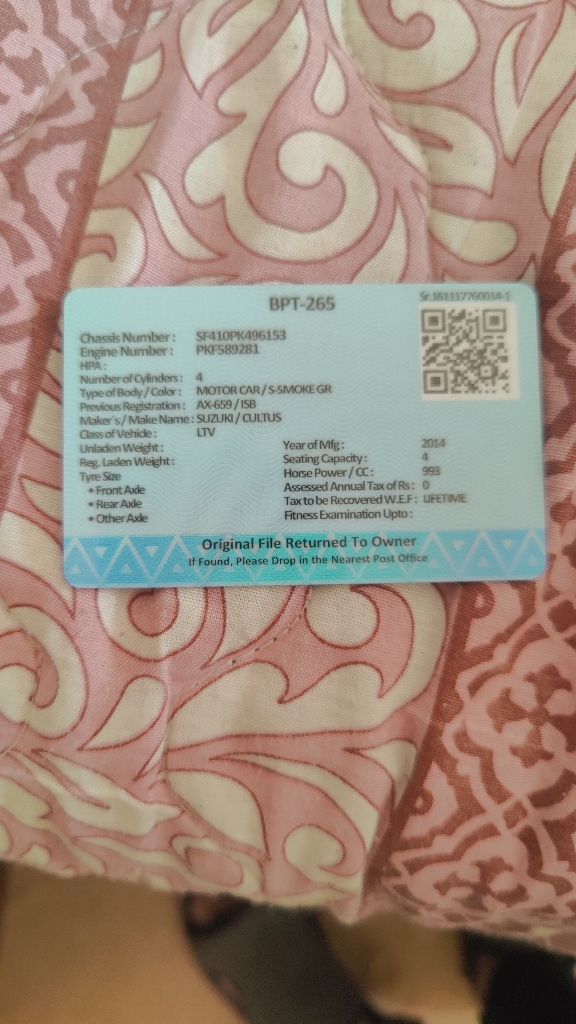 BPT-265
Sr.161117760014-1
Chassis Number : SF410PK496153
Engine Number : PKF589281
HPA :
Number of Cylinders : 4
Type of Body / Color : MOTOR CAR / S-SMOKE GR
Previous Registration : AX-659 / ISB
Maker's / Make Name : SUZUKI / CULTUS
Class of Vehicle : LTV
Unladen Weight :
Reg. Laden Weight :
Tyre Size
• Front Axle
• Rear Axle
• Other Axle
Year of Mfg : 2014
Seating Capacity : 4
Horse Power / CC : 993
Assessed Annual Tax of Rs : 0
Tax to be Recovered W.E.F : LIFETIME
Fitness Examination Upto :
Original File Returned To Owner
If Found, Please Drop in the Nearest Post Office